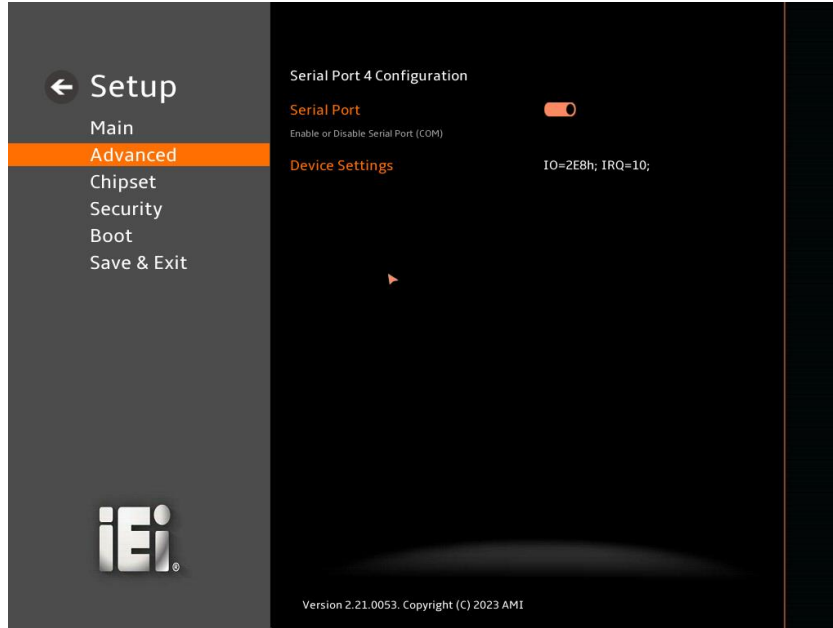 Setup
Main
Advanced
Chipset
Security
Boot
Save & Exit
iEi®
Serial Port 4 Configuration
Serial Port
Enable or Disable Serial Port (COM)
Device Settings IO=2E8h; IRQ=10;
Version 2.21.0053. Copyright (C) 2023 AMI